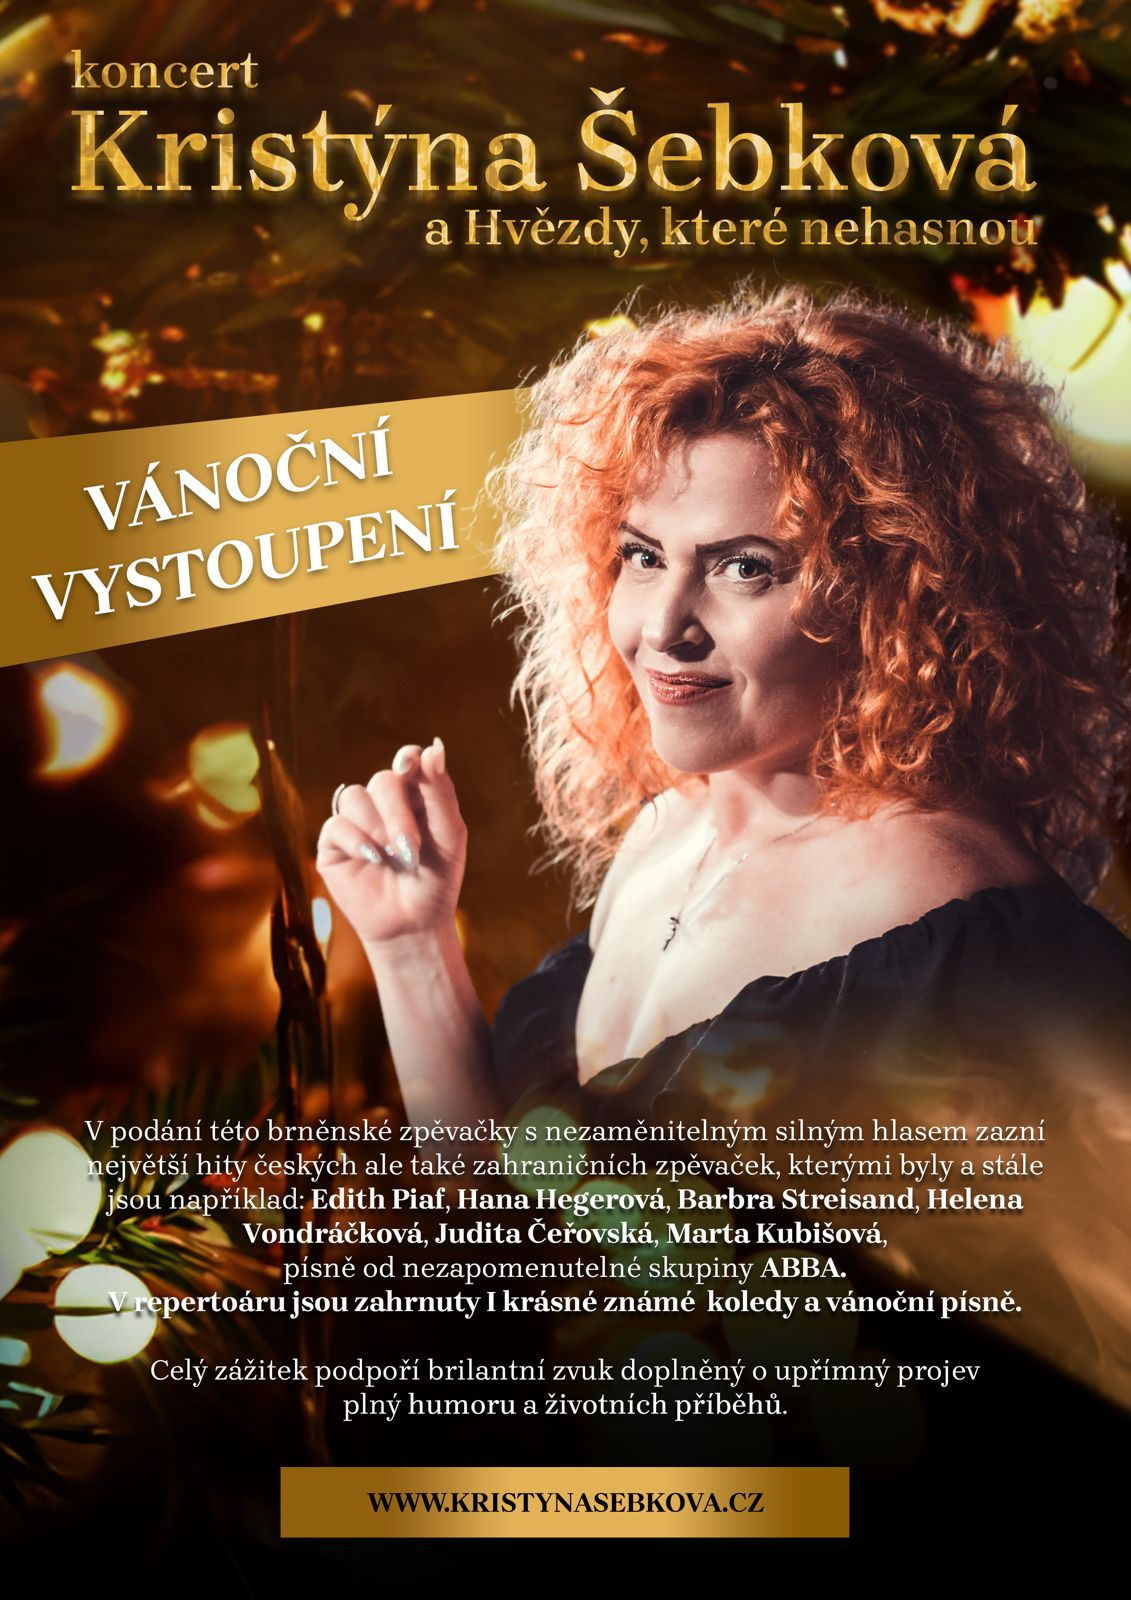 koncert
Kristýna Šebková
a Hvězdy, které nehasnou
VÁNOČNÍ
VYSTOUPENÍ
V podání této brněnské zpěvačky s nezaměnitelným silným hlasem zazní
největší hity českých ale také zahraničních zpěvaček, kterými byly a stále
jsou například: Edith Piaf, Hana Hegerová, Barbra Streisand, Helena
Vondráčková, Judita Čeřovská, Marta Kubišová,
písně od nezapomenutelné skupiny ABBA.
V repertoáru jsou zahrnuty I krásné známé  koledy a vánoční písně.
Celý zážitek podpoří brilantní zvuk doplněný o upřímný projev
plný humoru a životních příběhů.
WWW.KRISTYNASEBKOVA.CZ